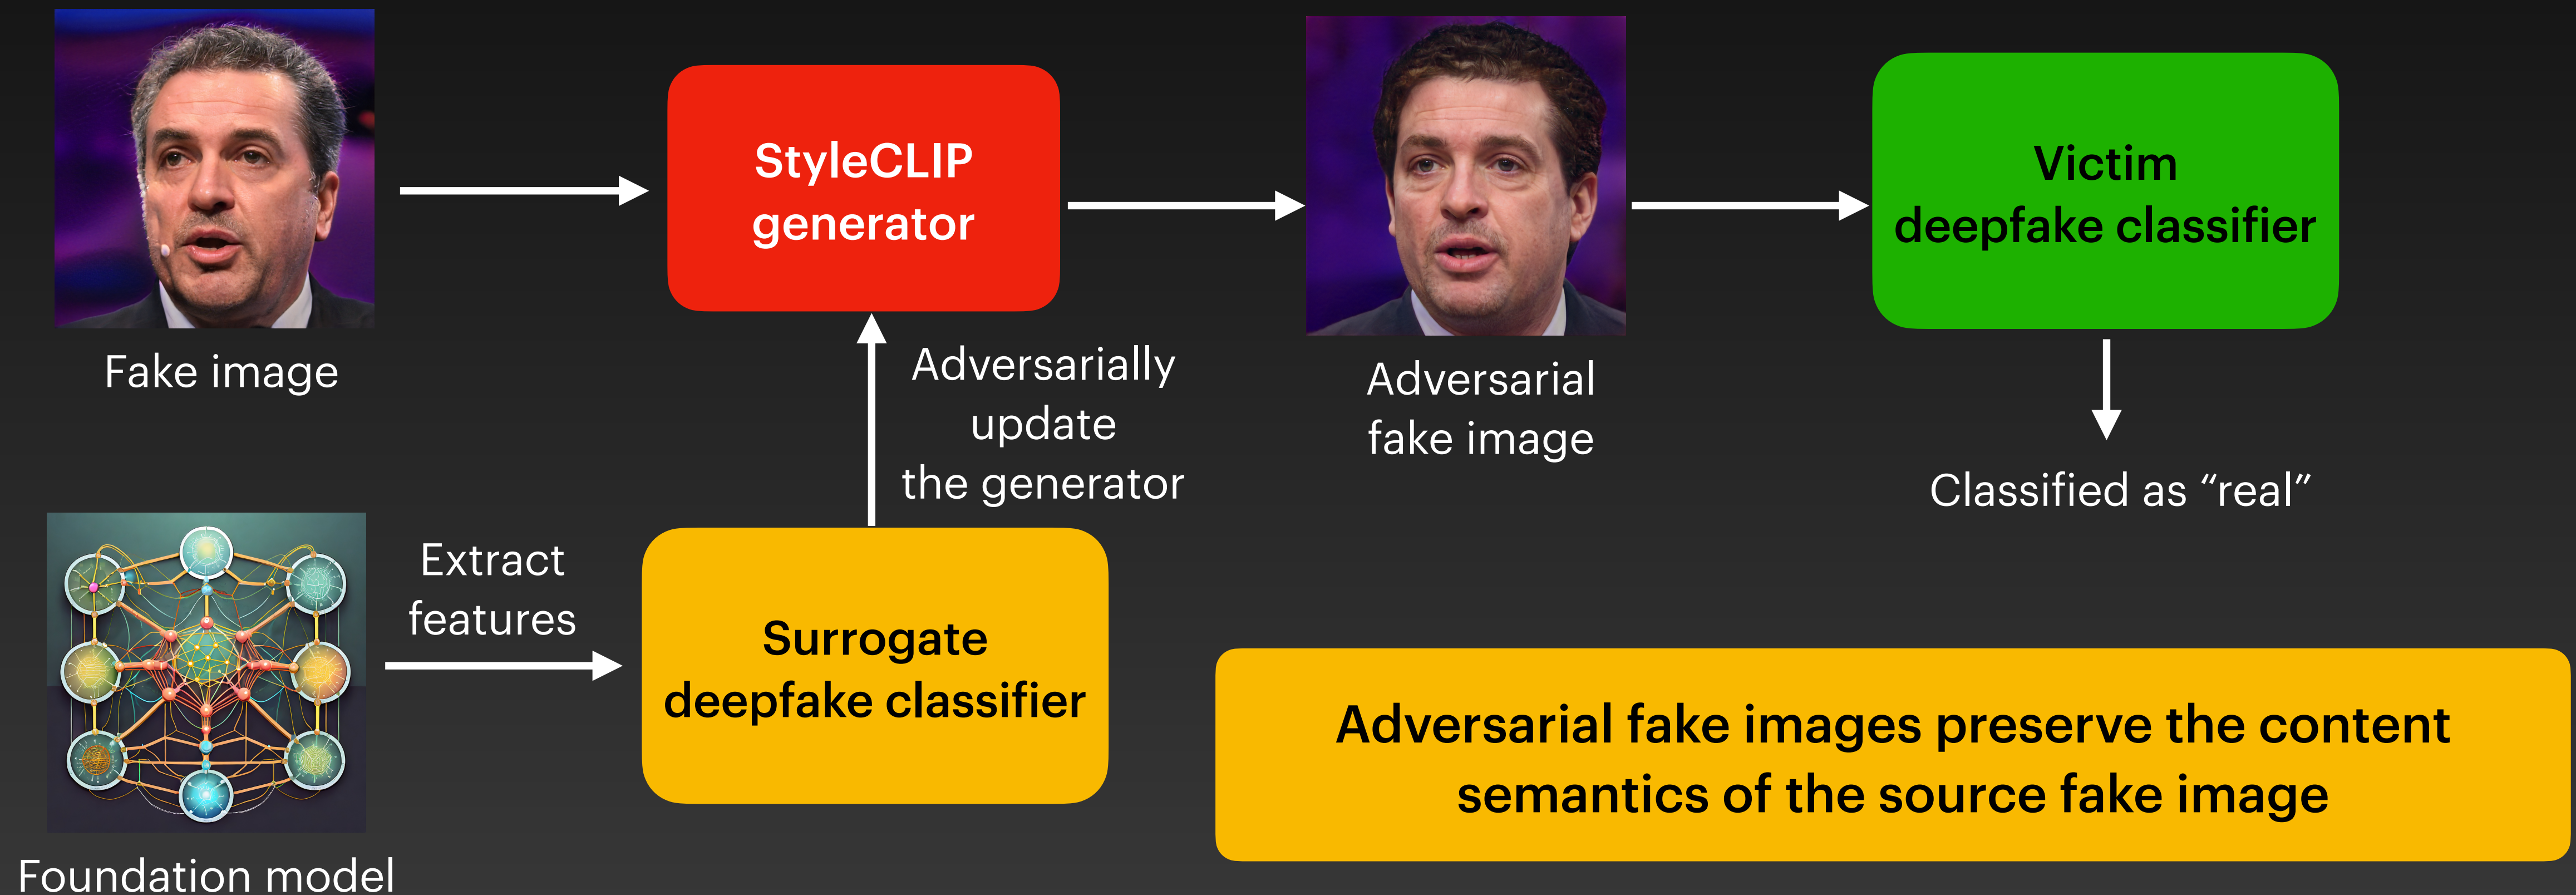 StyleCLIP
generator
Victim
deepfake classifier
Fake image
Adversarially
update
the generator
Adversarial
fake image
Classified as “real”
Extract
features
Surrogate
deepfake classifier
Adversarial fake images preserve the content
semantics of the source fake image
Foundation model